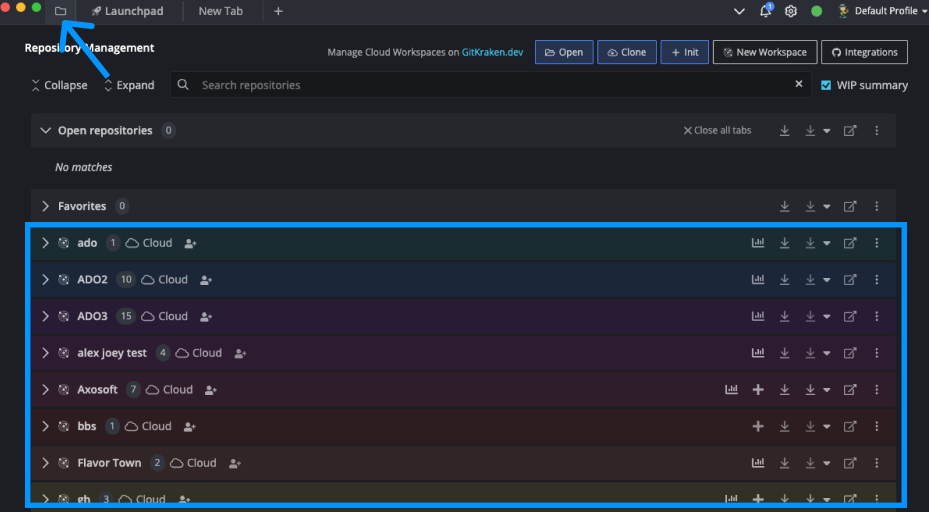 Launchpad New Tab + 1 Default Profile
Repository Management
Manage Cloud Workspaces on GitKraken.dev Open Clone + Init New Workspace Integrations
Collapse Expand Search repositories WIP summary
Open repositories 0 Close all tabs
No matches
Favorites 0
ado 1 Cloud
ADO2 10 Cloud
ADO3 15 Cloud
alex joey test 4 Cloud
Axosoft 7 Cloud
bbs 1 Cloud
Flavor Town 2 Cloud
gh 3 Cloud